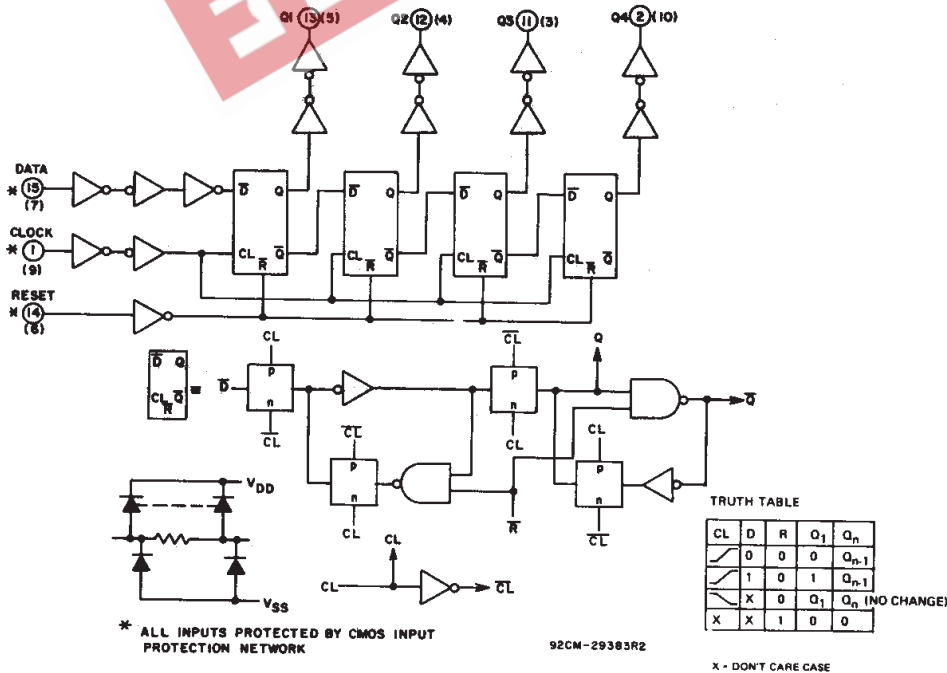 Q1 13 (5) Q2 12 (4) Q3 11 (3) Q4 2 (10)
DATA
* 15
(7)
D̅ Q D̅ Q D̅ Q D̅ Q
CLOCK
* 1
(9)
CL Q̅ CL Q̅ CL Q̅ CL Q̅
R̅ R̅ R̅ R̅
RESET
* 14
(6)
D̅ Q
CL Q̅
R̅
≡
D̅
CL
p
n
C̅L̅
C̅L̅
p
n
CL
C̅L̅
p
n
CL
Q
Q̅
CL
p
n
C̅L̅
R̅
VDD
VSS
CL
CL C̅L̅
* ALL INPUTS PROTECTED BY CMOS INPUT
PROTECTION NETWORK
92CM-29383R2
TRUTH TABLE
CL D R Q1 Qn
0 0 0 Qn-1
1 0 1 Qn-1
X 0 Q1 Qn (NO CHANGE)
X X 1 0 0
X - DON'T CARE CASE